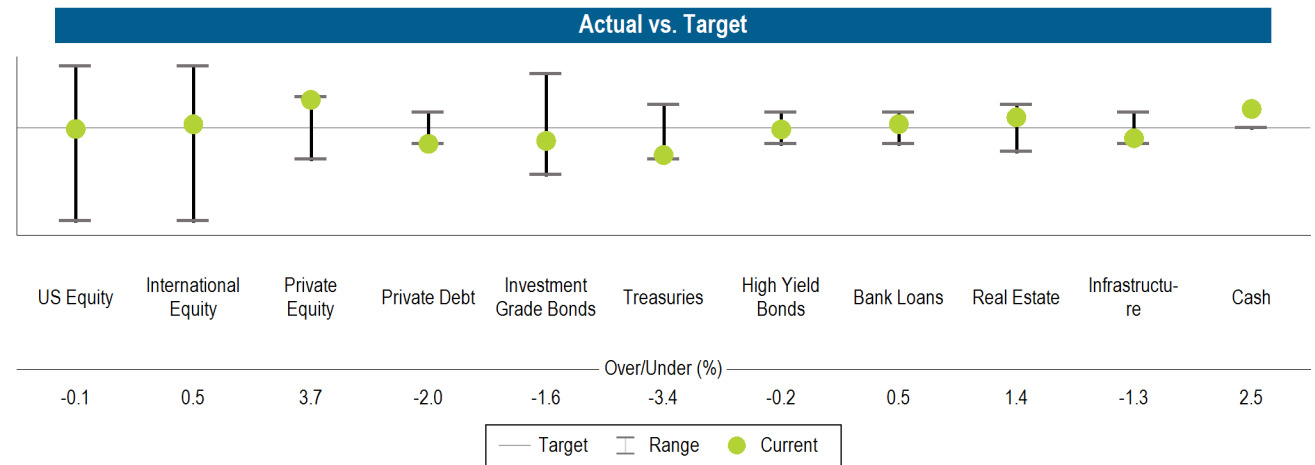 Actual vs. Target
US Equity
International
Equity
Private
Equity
Private Debt
Investment
Grade Bonds
Treasuries
High Yield
Bonds
Bank Loans
Real Estate
Infrastructu-
re
Cash
Over/Under (%)
-0.1 0.5 3.7 -2.0 -1.6 -3.4 -0.2 0.5 1.4 -1.3 2.5
Target Range Current